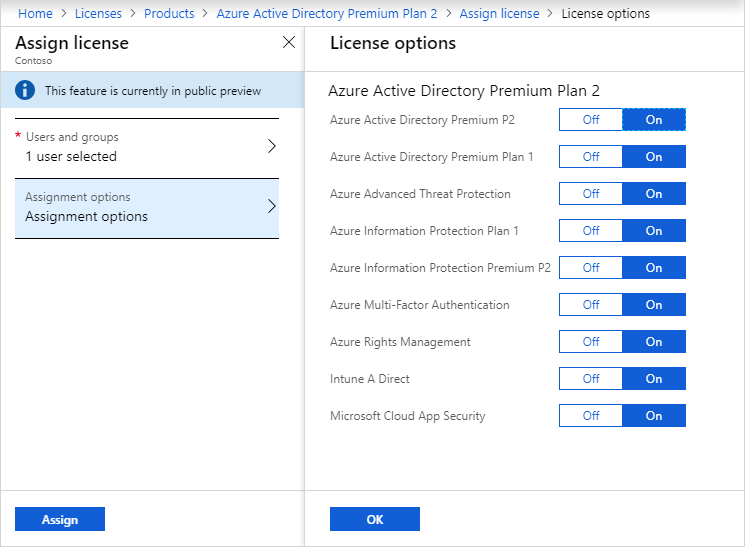 Home > Licenses > Products > Azure Active Directory Premium Plan 2 > Assign license > License options
Assign license
Contoso
This feature is currently in public preview
* Users and groups
1 user selected
Assignment options
Assignment options
Assign
License options
Azure Active Directory Premium Plan 2
Azure Active Directory Premium P2 Off On
Azure Active Directory Premium Plan 1 Off On
Azure Advanced Threat Protection Off On
Azure Information Protection Plan 1 Off On
Azure Information Protection Premium P2 Off On
Azure Multi-Factor Authentication Off On
Azure Rights Management Off On
Intune A Direct Off On
Microsoft Cloud App Security Off On
OK